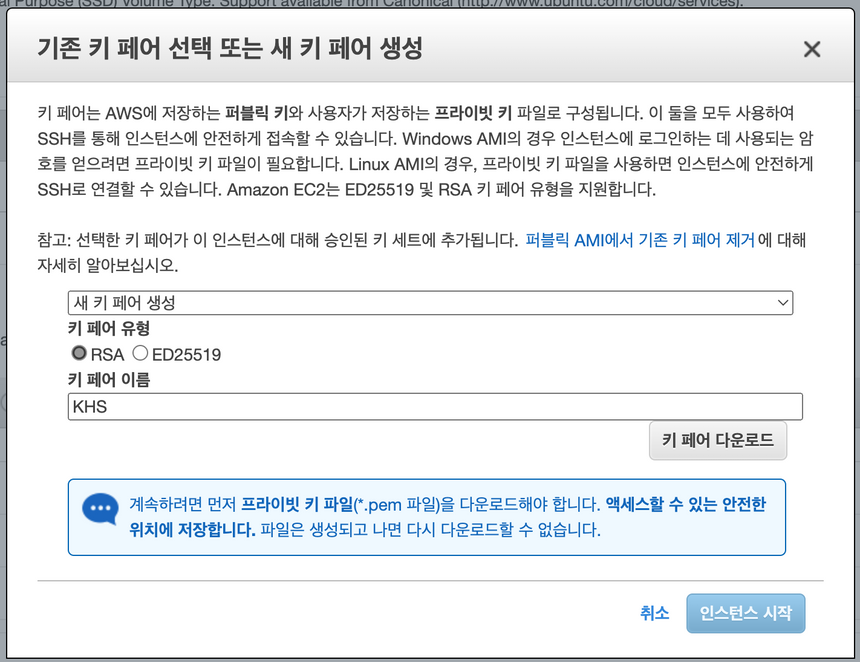 al Purpose (SSD) Volume Type. Support available from Canonical (http://www.ubuntu.com/cloud/services).
기존 키 페어 선택 또는 새 키 페어 생성
키 페어는 AWS에 저장하는 퍼블릭 키와 사용자가 저장하는 프라이빗 키 파일로 구성됩니다. 이 둘을 모두 사용하여
SSH를 통해 인스턴스에 안전하게 접속할 수 있습니다. Windows AMI의 경우 인스턴스에 로그인하는 데 사용되는 암
호를 얻으려면 프라이빗 키 파일이 필요합니다. Linux AMI의 경우, 프라이빗 키 파일을 사용하면 인스턴스에 안전하게
SSH로 연결할 수 있습니다. Amazon EC2는 ED25519 및 RSA 키 페어 유형을 지원합니다.
참고: 선택한 키 페어가 이 인스턴스에 대해 승인된 키 세트에 추가됩니다. 퍼블릭 AMI에서 기존 키 페어 제거에 대해
자세히 알아보십시오.
새 키 페어 생성
키 페어 유형
RSA ED25519
키 페어 이름
KHS
키 페어 다운로드
계속하려면 먼저 프라이빗 키 파일(*.pem 파일)을 다운로드해야 합니다. 액세스할 수 있는 안전한
위치에 저장합니다. 파일은 생성되고 나면 다시 다운로드할 수 없습니다.
취소 인스턴스 시작